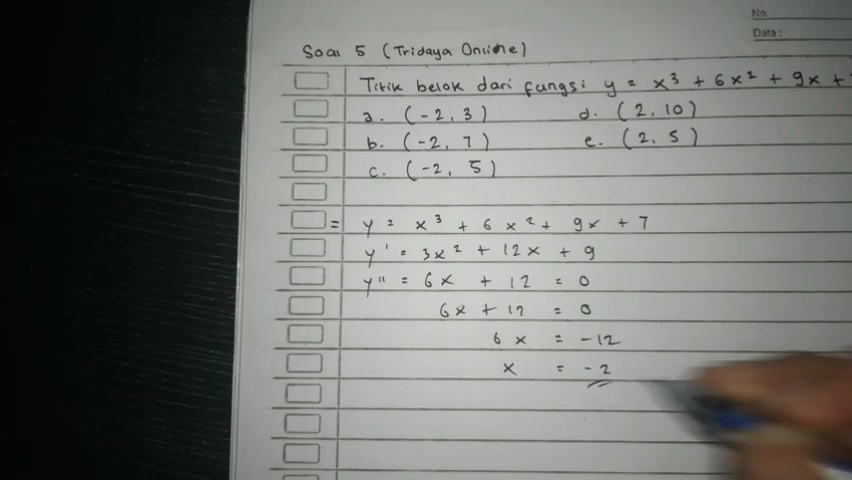 No.
Date:
Soal 5 (Tridaya Online)
Titik belok dari fungsi y = x³ + 6x² + 9x +
a. (-2, 3) d. (2, 10)
b. (-2, 7) e. (2, 5)
c. (-2, 5)
= y = x³ + 6x² + 9x + 7
y' = 3x² + 12x + 9
y" = 6x + 12 = 0
6x + 12 = 0
6x = -12
x = -2